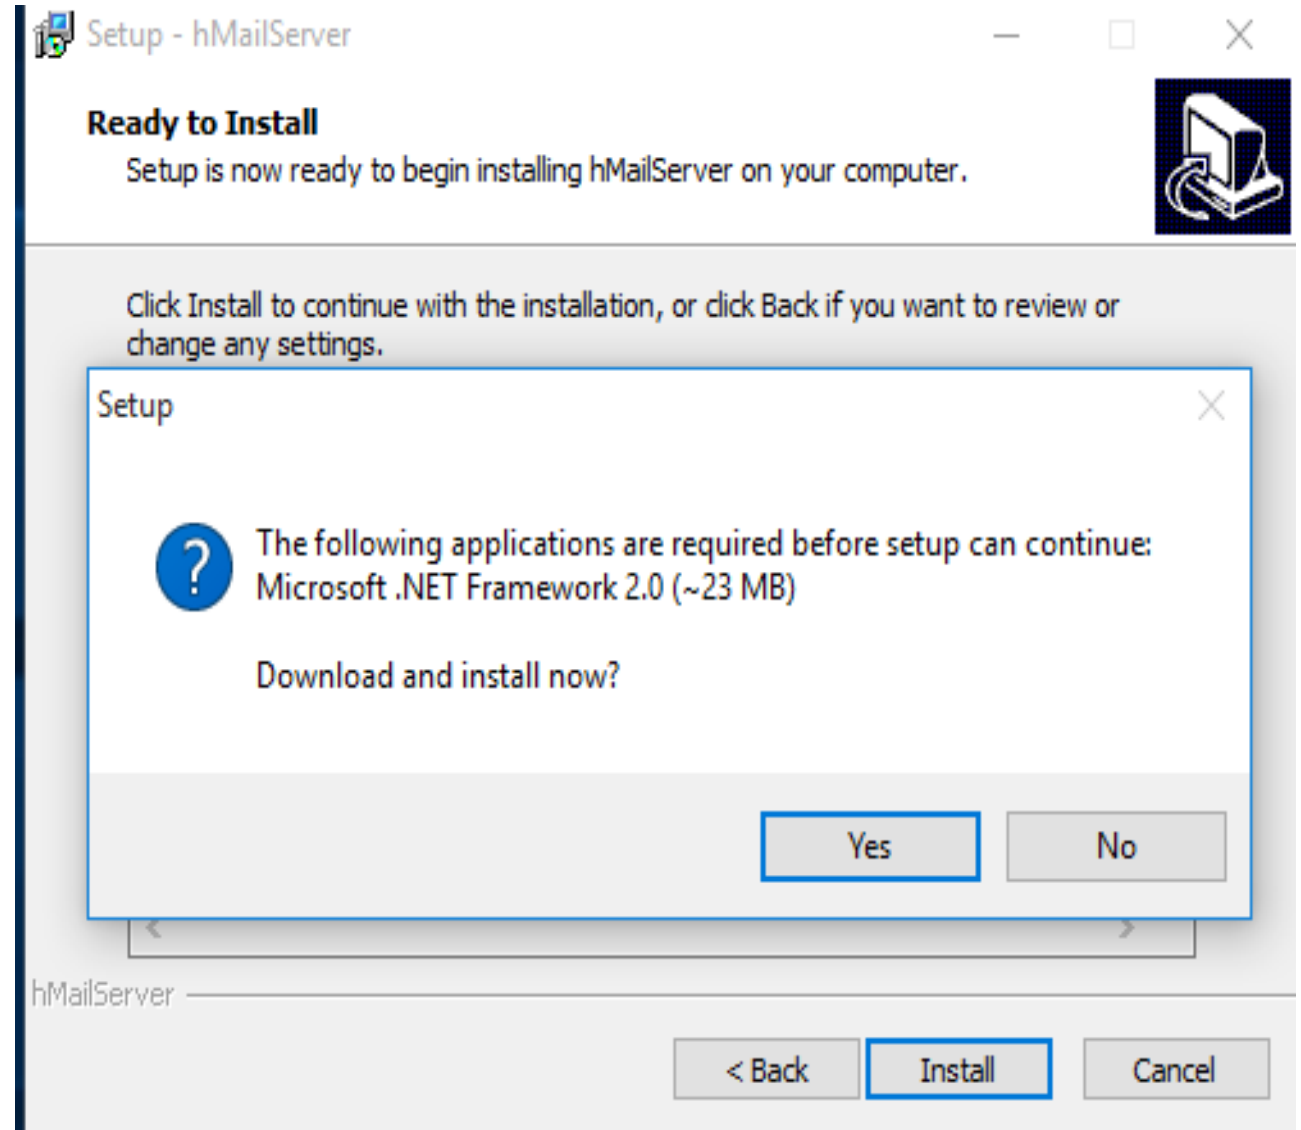 Setup - hMailServer
Ready to Install
Setup is now ready to begin installing hMailServer on your computer.
Click Install to continue with the installation, or click Back if you want to review or
change any settings.
Setup
The following applications are required before setup can continue:
Microsoft .NET Framework 2.0 (~23 MB)
Download and install now?
Yes
No
hMailServer
< Back
Install
Cancel